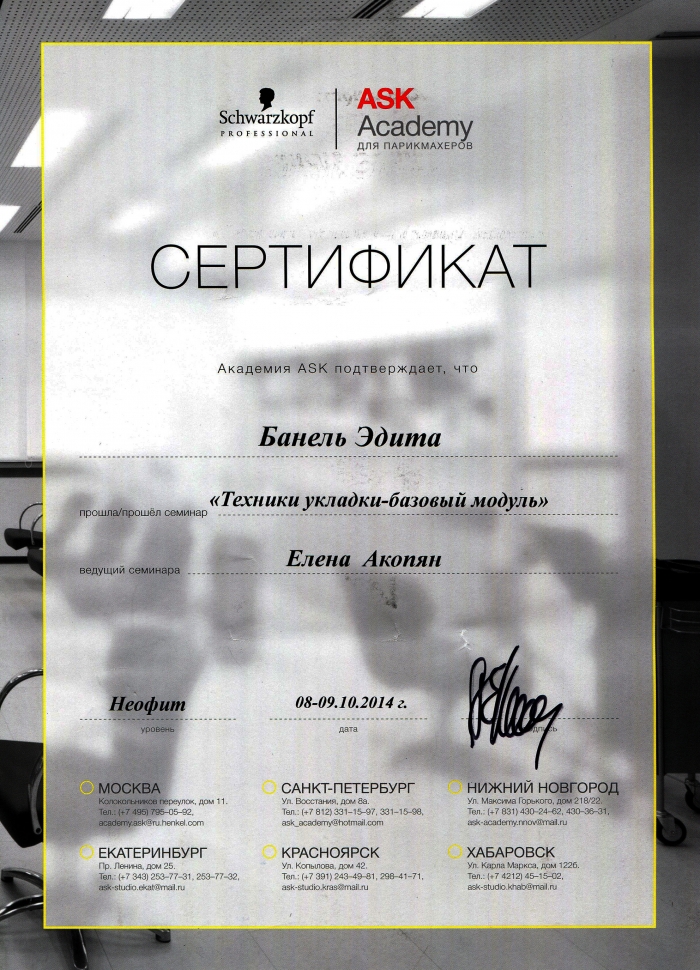 Schwarzkopf
PROFESSIONAL
ASK
Academy
ДЛЯ ПАРИКМАХЕРОВ
СЕРТИФИКАТ
Академия ASK подтверждает, что
Банель Эдита
прошла/прошёл семинар «Техники укладки-базовый модуль»
ведущий семинара Елена Акопян
Неофит 08-09.10.2014 г.
уровень дата
МОСКВА
Колокольников переулок, дом 11.
Тел.: (+7 495) 795–05–92,
academy.ask@ru.henkel.com
САНКТ-ПЕТЕРБУРГ
Ул. Восстания, дом 8а.
Тел.: (+7 812) 331–15–97, 331–15–98,
ask_academy@hotmail.com
НИЖНИЙ НОВГОРОД
Ул. Максима Горького, дом 218/22.
Тел.: (+7 831) 430–24–62, 430–36–31,
ask-academy.nnov@mail.ru
ЕКАТЕРИНБУРГ
Пр. Ленина, дом 25.
Тел.: (+7 343) 253–77–31, 253–77–32,
ask-studio.ekat@mail.ru
КРАСНОЯРСК
Ул. Копылова, дом 42.
Тел.: (+7 391) 243–49–81, 298–41–71,
ask-studio.kras@mail.ru
ХАБАРОВСК
Ул. Карла Маркса, дом 122б.
Тел.: (+7 4212) 45–15–02,
ask-studio.khab@mail.ru